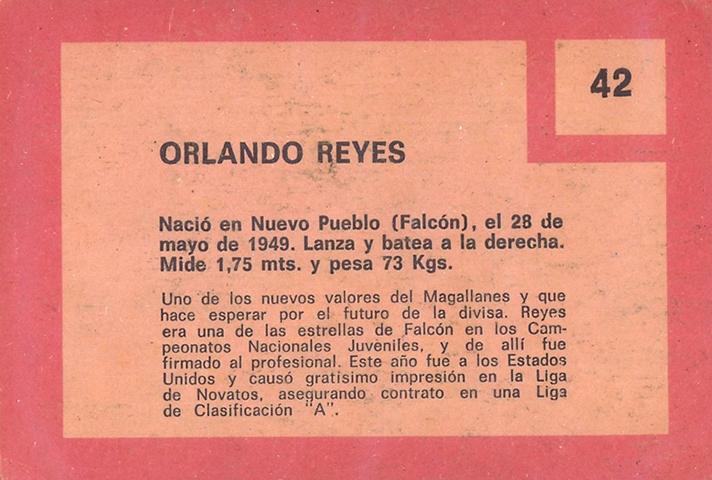 42
ORLANDO REYES
Nació en Nuevo Pueblo (Falcón), el 28 de
mayo de 1949. Lanza y batea a la derecha.
Mide 1,75 mts. y pesa 73 Kgs.
Uno de los nuevos valores del Magallanes y que
hace esperar por el futuro de la divisa. Reyes
era una de las estrellas de Falcón en los Cam-
peonatos Nacionales Juveniles, y de allí fue
firmado al profesional. Este año fue a los Estados
Unidos y causó gratísimo impresión en la Liga
de Novatos, asegurando contrato en una Liga
de Clasificación "A".